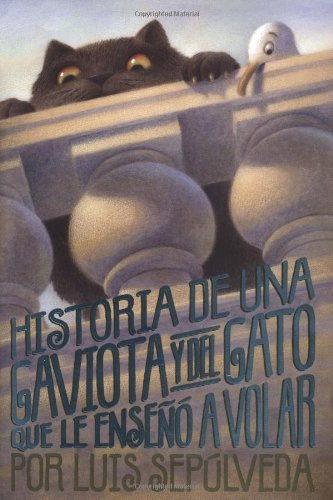 HISTORIA DE UNA
GAVIOTA Y DEL GATO
QUE LE ENSEÑÓ A VOLAR
POR LUIS SEPÚLVEDA